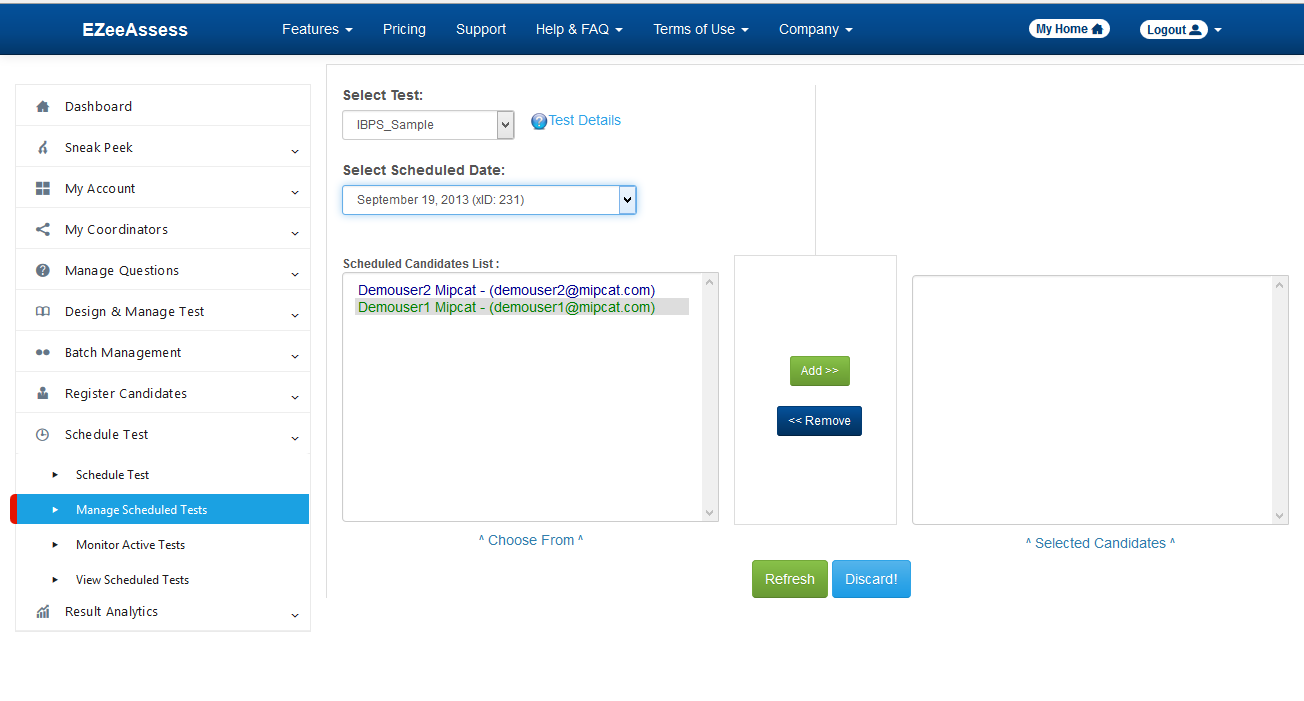 EZeeAssess Features Pricing Support Help & FAQ Terms of Use Company My Home Logout
Dashboard
Sneak Peek
My Account
My Coordinators
Manage Questions
Design & Manage Test
Batch Management
Register Candidates
Schedule Test
Schedule Test
Manage Scheduled Tests
Monitor Active Tests
View Scheduled Tests
Result Analytics
Select Test:
IBPS_Sample
Test Details
Select Scheduled Date:
September 19, 2013 (xID: 231)
Scheduled Candidates List :
Demouser2 Mipcat - (demouser2@mipcat.com)
Demouser1 Mipcat - (demouser1@mipcat.com)
^ Choose From ^
Add >>
<< Remove
^ Selected Candidates ^
Refresh
Discard!